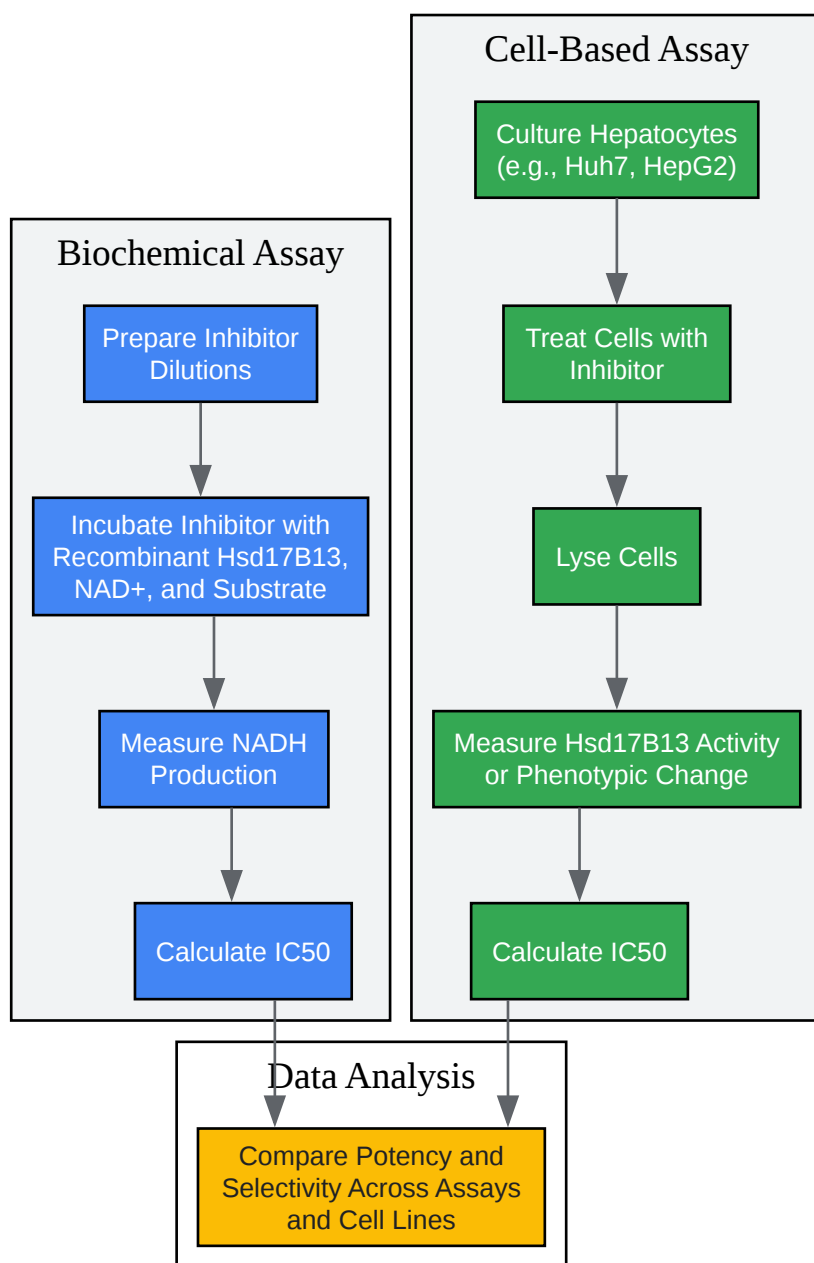 Biochemical Assay
Prepare Inhibitor
Dilutions
Incubate Inhibitor with
Recombinant Hsd17B13,
NAD+, and Substrate
Measure NADH
Production
Calculate IC50
Cell-Based Assay
Culture Hepatocytes
(e.g., Huh7, HepG2)
Treat Cells with
Inhibitor
Lyse Cells
Measure Hsd17B13 Activity
or Phenotypic Change
Calculate IC50
Data Analysis
Compare Potency and
Selectivity Across Assays
and Cell Lines